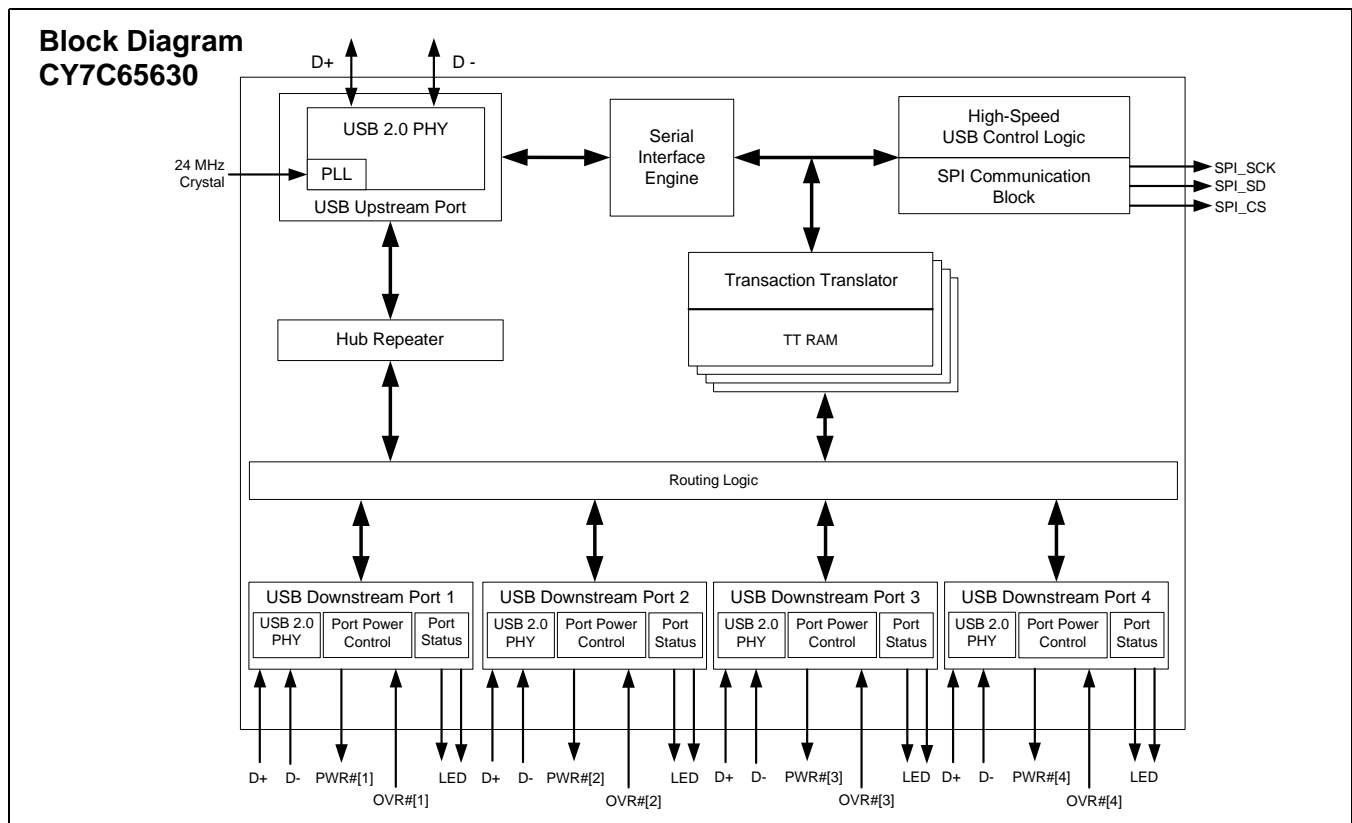 Block Diagram
CY7C65630
D+
D -
USB 2.0 PHY
PLL
24 MHz
Crystal
USB Upstream Port
Serial
Interface
Engine
High-Speed
USB Control Logic
SPI Communication
Block
SPI_SCK
SPI_SD
SPI_CS
Transaction Translator
TT RAM
Hub Repeater
Routing Logic
USB Downstream Port 1
USB 2.0
PHY
Port Power
Control
Port
Status
USB Downstream Port 2
USB 2.0
PHY
Port Power
Control
Port
Status
USB Downstream Port 3
USB 2.0
PHY
Port Power
Control
Port
Status
USB Downstream Port 4
USB 2.0
PHY
Port Power
Control
Port
Status
D+
D-
PWR#[1]
OVR#[1]
LED
D+
D-
PWR#[2]
OVR#[2]
LED
D+
D-
PWR#[3]
OVR#[3]
LED
D+
D-
PWR#[4]
OVR#[4]
LED